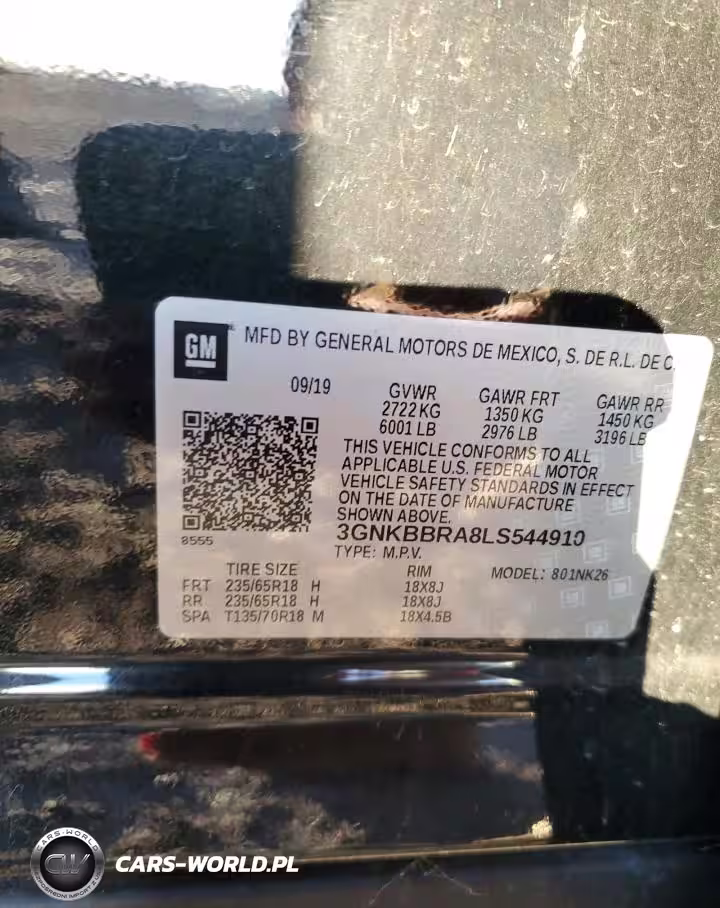 GM
MFD BY GENERAL MOTORS DE MEXICO, S. DE R.L. DE C.
09/19 GVWR GAWR FRT GAWR RR
2722 KG 1350 KG 1450 KG
6001 LB 2976 LB 3196 LB
THIS VEHICLE CONFORMS TO ALL
APPLICABLE U.S. FEDERAL MOTOR
VEHICLE SAFETY STANDARDS IN EFFECT
ON THE DATE OF MANUFACTURE
SHOWN ABOVE.
8555
3GNKBBRA8LS544910
TYPE: M.P.V.
TIRE SIZE RIM MODEL: 801NK26
FRT 235/65R18 H 18X8J
RR 235/65R18 H 18X8J
SPA T135/70R18 M 18X4.5B
CARS-WORLD
CW
CARS-WORLD.PL